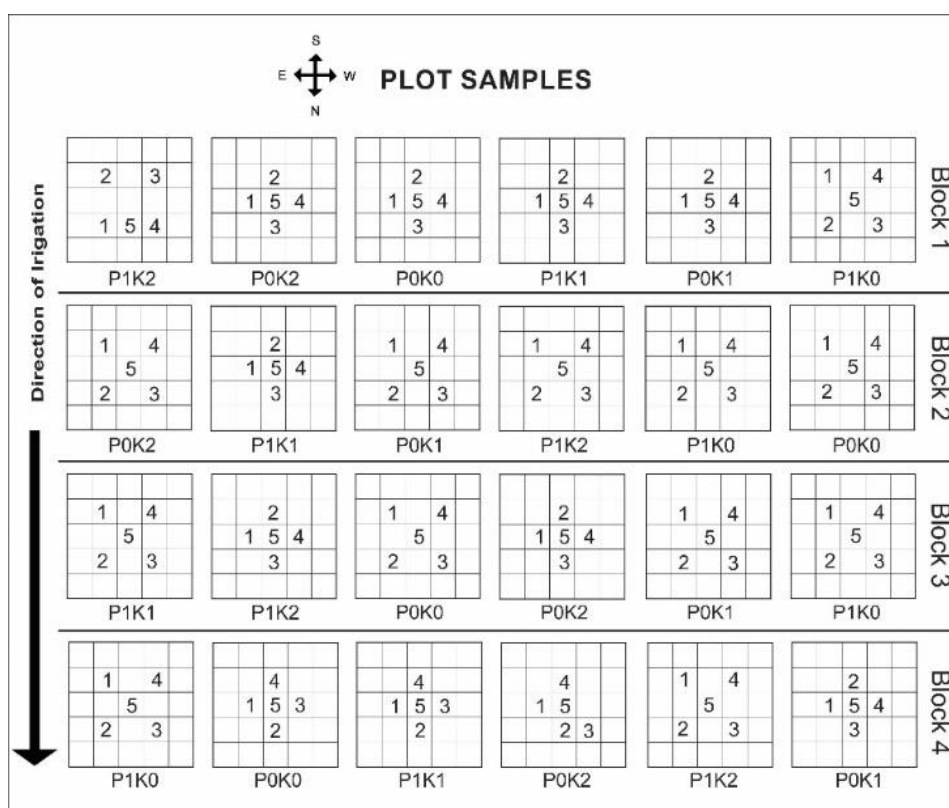 S
E W PLOT SAMPLES
N
Direction of Irigation
2 3 2 2 2 2 1 4
1 5 4 1 5 4 1 5 4 1 5 4 5
1 5 4 3 3 3 3 2 3
P1K2 P0K2 P0K0 P1K1 P0K1 P1K0
Block 1
1 4 2 1 4 1 4 1 4 1 4
5 1 5 4 5 5 5 5
2 3 3 2 3 2 3 2 3 2 3
P0K2 P1K1 P0K1 P1K2 P1K0 P0K0
Block 2
1 4 2 1 4 2 1 4 1 4
5 1 5 4 5 1 5 4 5 5
2 3 3 2 3 3 2 3 2 3
P1K1 P1K2 P0K0 P0K2 P0K1 P1K0
Block 3
1 4 4 4 4 1 4 2
5 1 5 3 1 5 3 1 5 5 1 5 4
2 3 2 2 2 3 2 3 3
P1K0 P0K0 P1K1 P0K2 P1K2 P0K1
Block 4